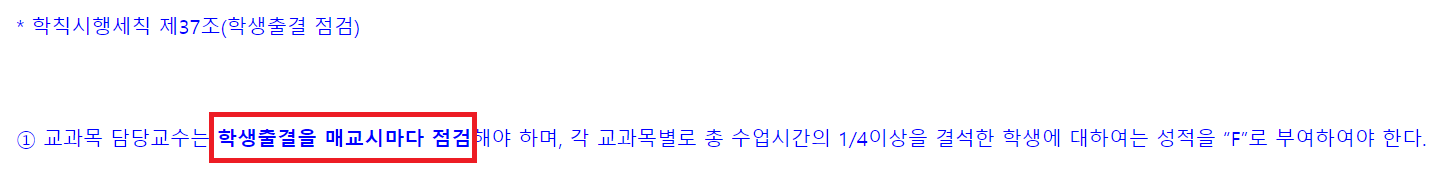 * 학칙시행세칙 제37조(학생출결 점검)
① 교과목 담당교수는 학생출결을 매교시마다 점검해야 하며, 각 교과목별로 총 수업시간의 1/4이상을 결석한 학생에 대하여는 성적을 “F”로 부여하여야 한다.